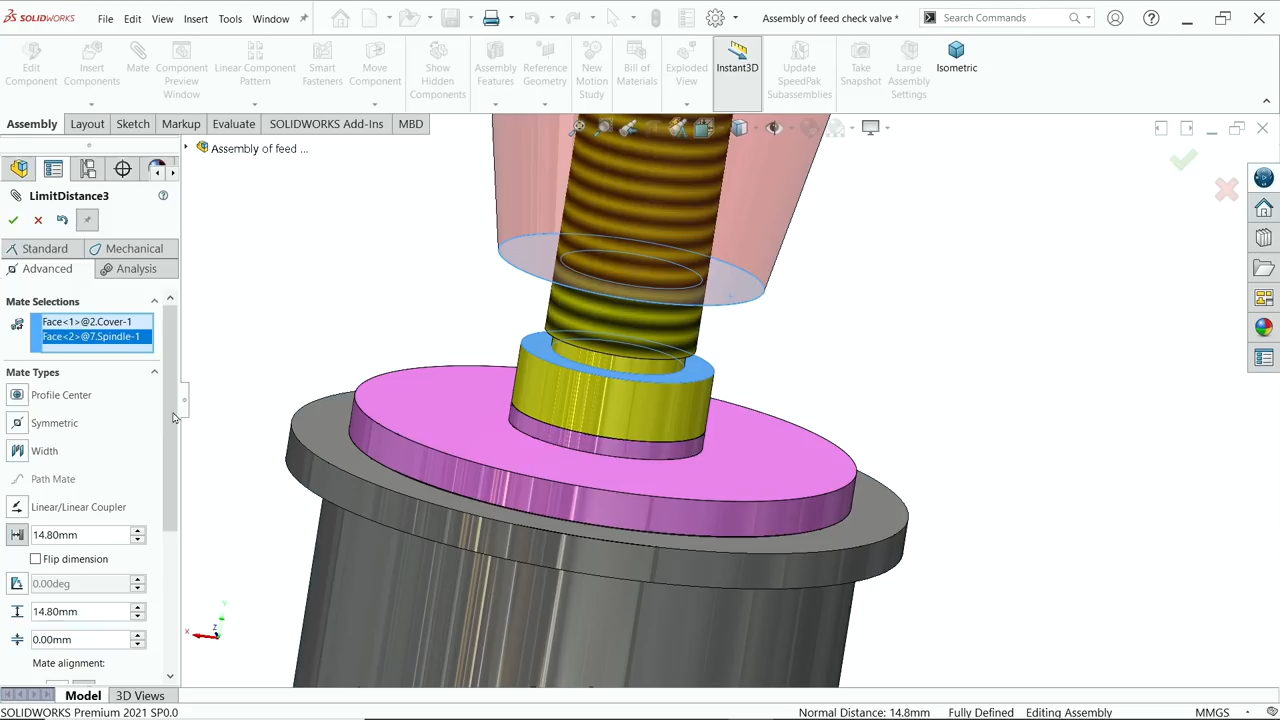 SOLIDWORKS File Edit View Insert Tools Window Assembly of feed check valve * Search Commands
Edit Component
Insert Components
Mate
Component Preview Window
Linear Component Pattern
Smart Fasteners
Move Component
Show Hidden Components
Assembly Features
Reference Geometry
New Motion Study
Bill of Materials
Exploded View
Instant3D
Update SpeedPak Subassemblies
Take Snapshot
Large Assembly Settings
Isometric
Assembly Layout Sketch Markup Evaluate SOLIDWORKS Add-Ins MBD
Assembly of feed ...
LimitDistance3
Standard Mechanical
Advanced Analysis
Mate Selections
Face<1>@2.Cover-1
Face<2>@7.Spindle-1
Mate Types
Profile Center
Symmetric
Width
Path Mate
Linear/Linear Coupler
14.80mm
Flip dimension
0.00deg
14.80mm
0.00mm
Mate alignment:
Y
X
Z
Model 3D Views
SOLIDWORKS Premium 2021 SP0.0 Normal Distance: 14.8mm Fully Defined Editing Assembly MMGS